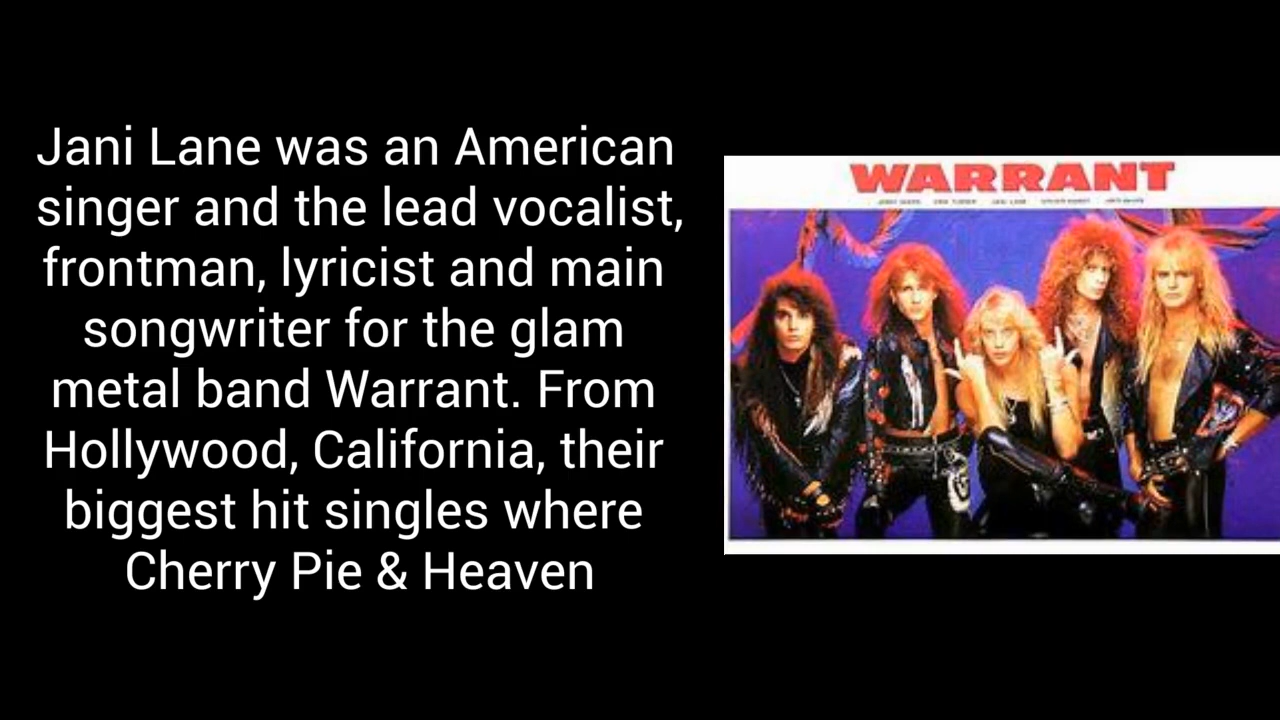 Jani Lane was an American
singer and the lead vocalist,
frontman, lyricist and main
songwriter for the glam
metal band Warrant. From
Hollywood, California, their
biggest hit singles where
Cherry Pie & Heaven
WARRANT